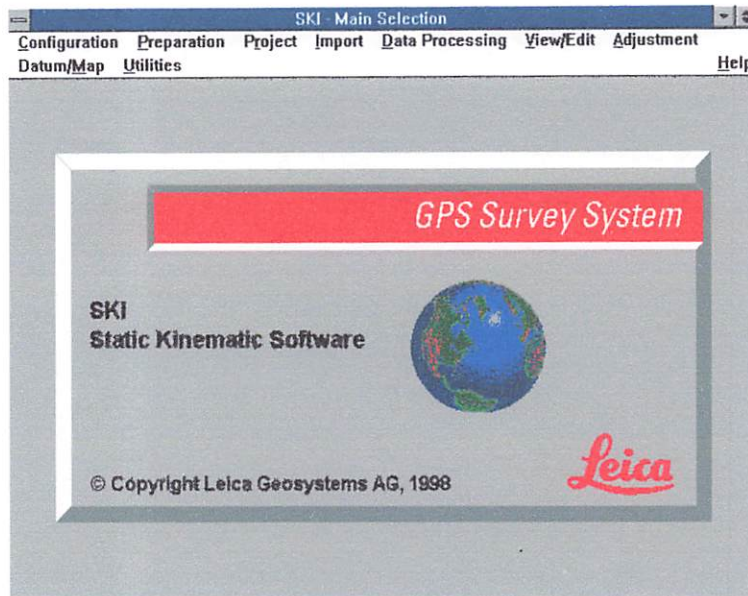 SKI - Main Selection
Configuration Preparation Project Import Data Processing View/Edit Adjustment
Datum/Map Utilities Help
GPS Survey System
SKI
Static Kinematic Software
© Copyright Leica Geosystems AG, 1998
Leica